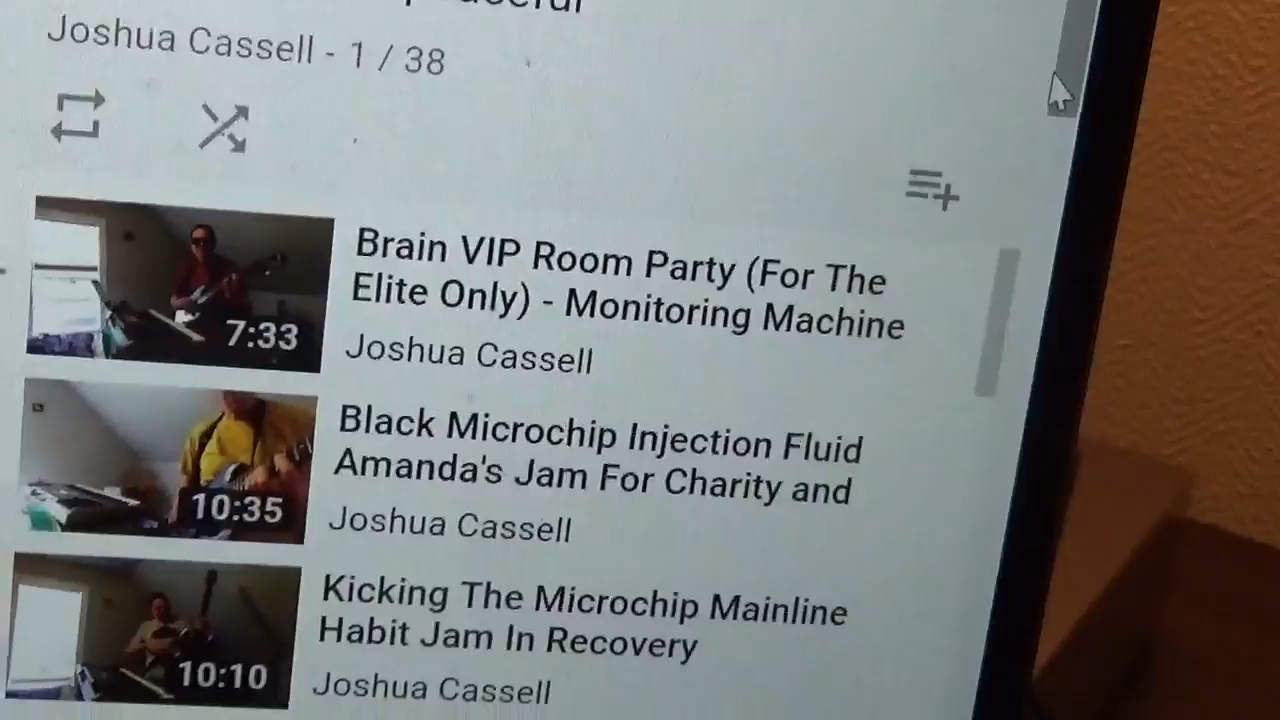 Joshua Cassell - 1 / 38
Brain VIP Room Party (For The
Elite Only) - Monitoring Machine
Joshua Cassell
7:33
Black Microchip Injection Fluid
Amanda's Jam For Charity and
Joshua Cassell
10:35
Kicking The Microchip Mainline
Habit Jam In Recovery
Joshua Cassell
10:10